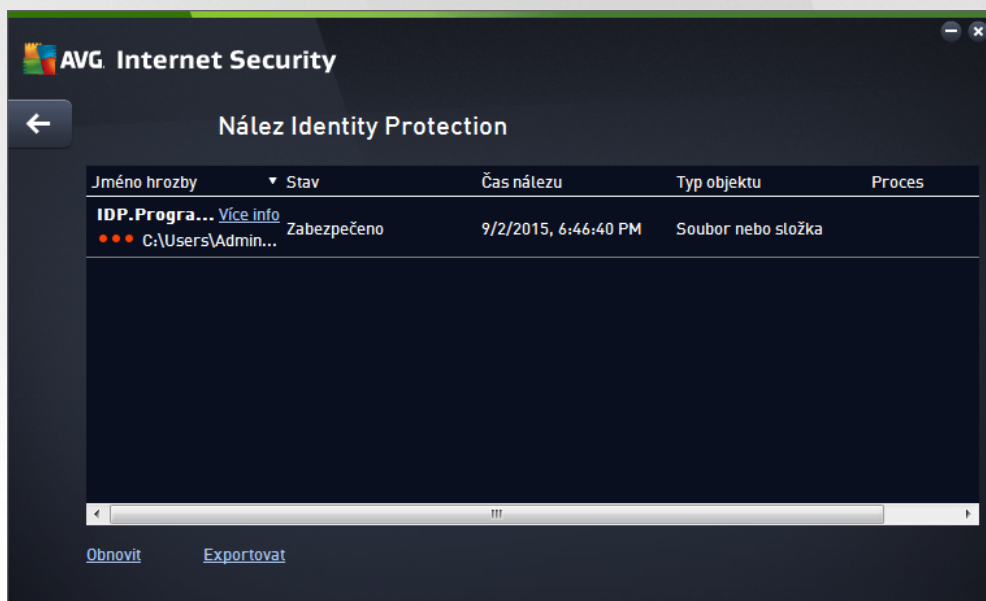 AVG. Internet Security
Nález Identity Protection
Jméno hrozby Stav Čas nálezu Typ objektu Proces
IDP.Progra... Více info
Zabezpečeno 9/2/2015, 6:46:40 PM Soubor nebo složka
C:\Users\Admin...
Obnovit Exportovat